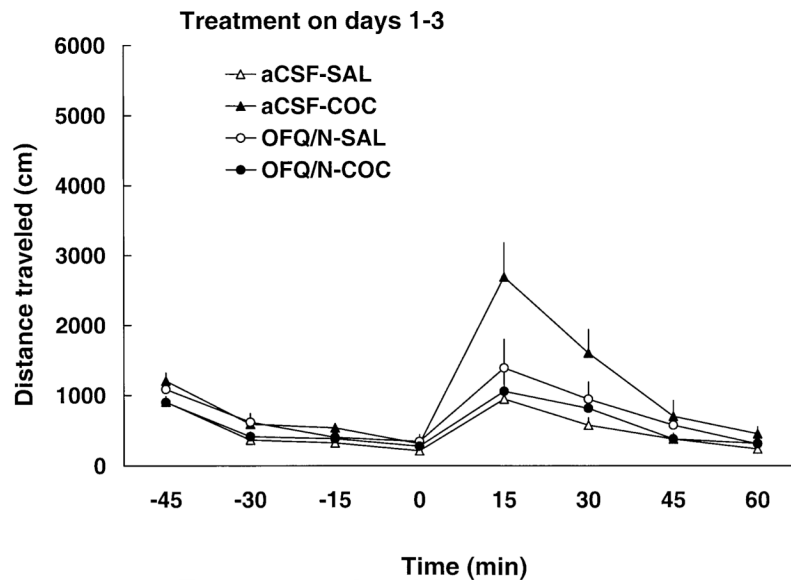 Treatment on days 1-3
6000
5000
4000
3000
2000
1000
0
aCSF-SAL
aCSF-COC
OFQ/N-SAL
OFQ/N-COC
Distance traveled (cm)
-45 -30 -15 0 15 30 45 60
Time (min)